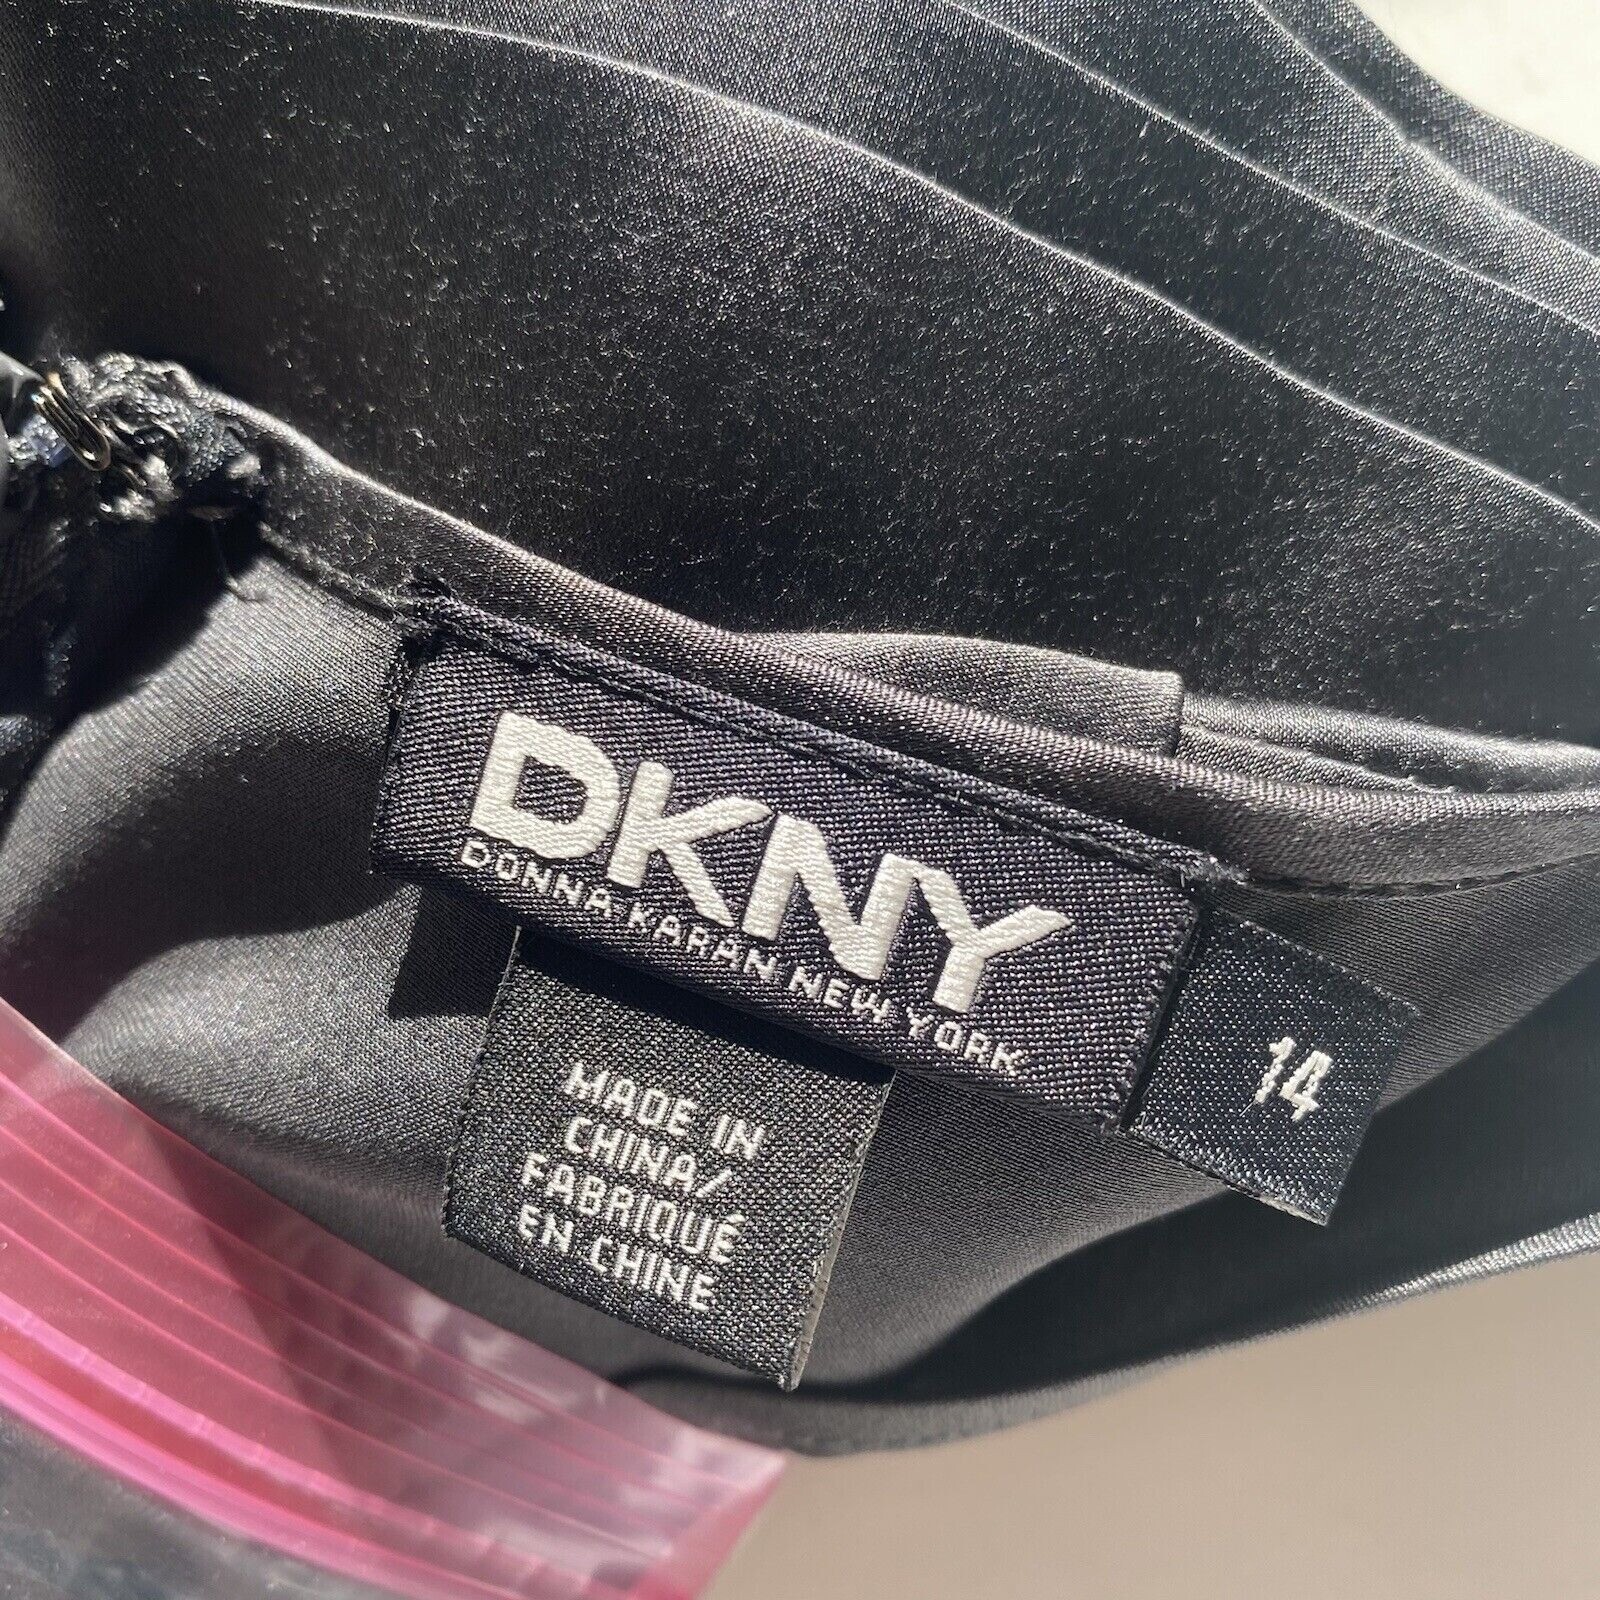 DKNY
DONNA KARAN NEW YORK
14
MADE IN
CHINA/
FABRIQUÉ
EN CHINE